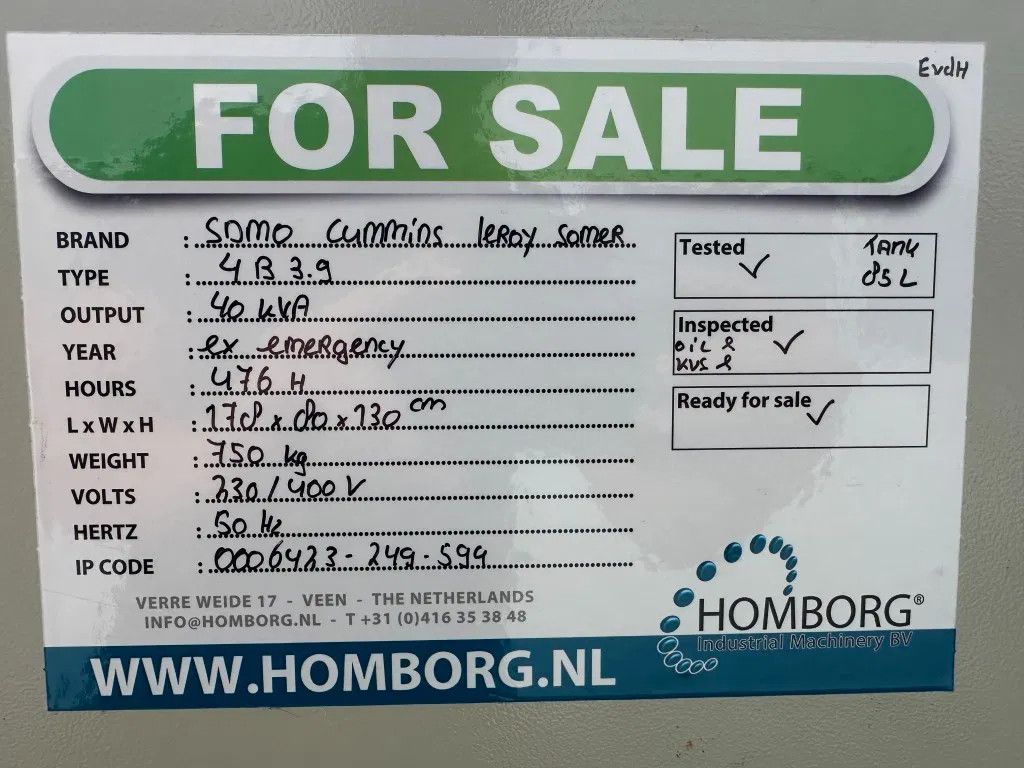 EvdH
FOR SALE
BRAND : SDMO Cummins leROY SOMER
TYPE : 4 B 3.9
OUTPUT : 40 KVA
YEAR : ex emeRgency
HOURS : 476 H
L x W x H : 178 x 80 x 130 cm
WEIGHT : 750 kg
VOLTS : 230/400 V
HERTZ : 50 Hz
IP CODE : 0006423-249-599
Tested ✓ TANK
85 L
Inspected ✓
OIL &
Ready for sale ✓
VERRE WEIDE 17 - VEEN - THE NETHERLANDS
INFO@HOMBORG.NL - T +31 (0)416 35 38 48
HOMBORG®
Industrial Machinery BV
WWW.HOMBORG.NL